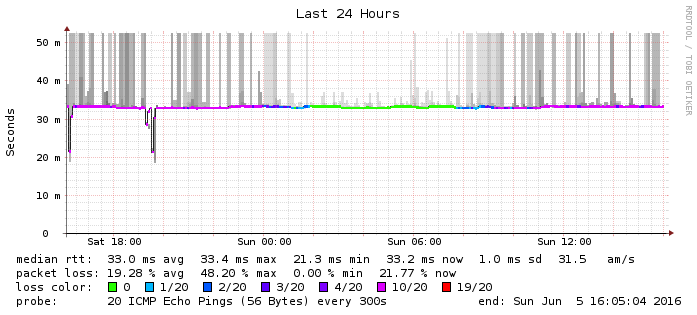 Last 24 Hours
RRDTOOL / TOBI OETIKER
Seconds
50 m
40 m
30 m
20 m
10 m
0
Sat 18:00 Sun 00:00 Sun 06:00 Sun 12:00
median rtt: 33.0 ms avg 33.4 ms max 21.3 ms min 33.2 ms now 1.0 ms sd 31.5 am/s
packet loss: 19.28 % avg 48.20 % max 0.00 % min 21.77 % now
loss color: 0 1/20 2/20 3/20 4/20 10/20 19/20
probe: 20 ICMP Echo Pings (56 Bytes) every 300s end: Sun Jun 5 16:05:04 2016